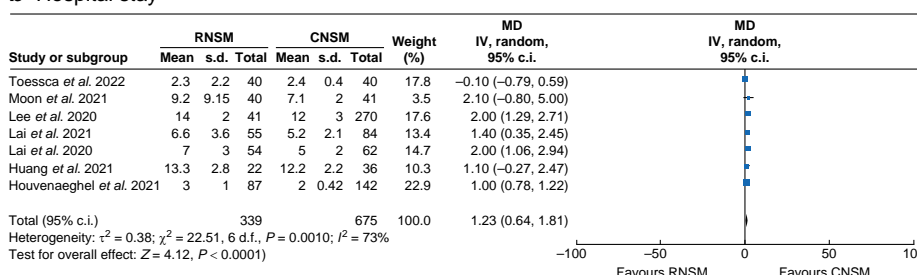 b Hospital stay
Study or subgroup RNSM CNSM Weight (%) MD IV, random, 95% c.i. MD IV, random, 95% c.i.
Mean s.d. Total Mean s.d. Total
Toessca et al. 2022 2.3 2.2 40 2.4 0.4 40 17.8 −0.10 (−0.79, 0.59)
Moon et al. 2021 9.2 9.15 40 7.1 2 41 3.5 2.10 (−0.80, 5.00)
Lee et al. 2020 14 2 41 12 3 270 17.6 2.00 (1.29, 2.71)
Lai et al. 2021 6.6 3.6 55 5.2 2.1 84 13.4 1.40 (0.35, 2.45)
Lai et al. 2020 7 3 54 5 2 62 14.7 2.00 (1.06, 2.94)
Huang et al. 2021 13.3 2.8 22 12.2 2.2 36 10.3 1.10 (−0.27, 2.47)
Houvenaeghel et al. 2021 3 1 87 2 0.42 142 22.9 1.00 (0.78, 1.22)
Total (95% c.i.) 339 675 100.0 1.23 (0.64, 1.81)
Heterogeneity: τ² = 0.38; χ² = 22.51, 6 d.f., P = 0.0010; I² = 73%
Test for overall effect: Z = 4.12, P < 0.0001)
−100 −50 0 50 100
Favours RNSM Favours CNSM